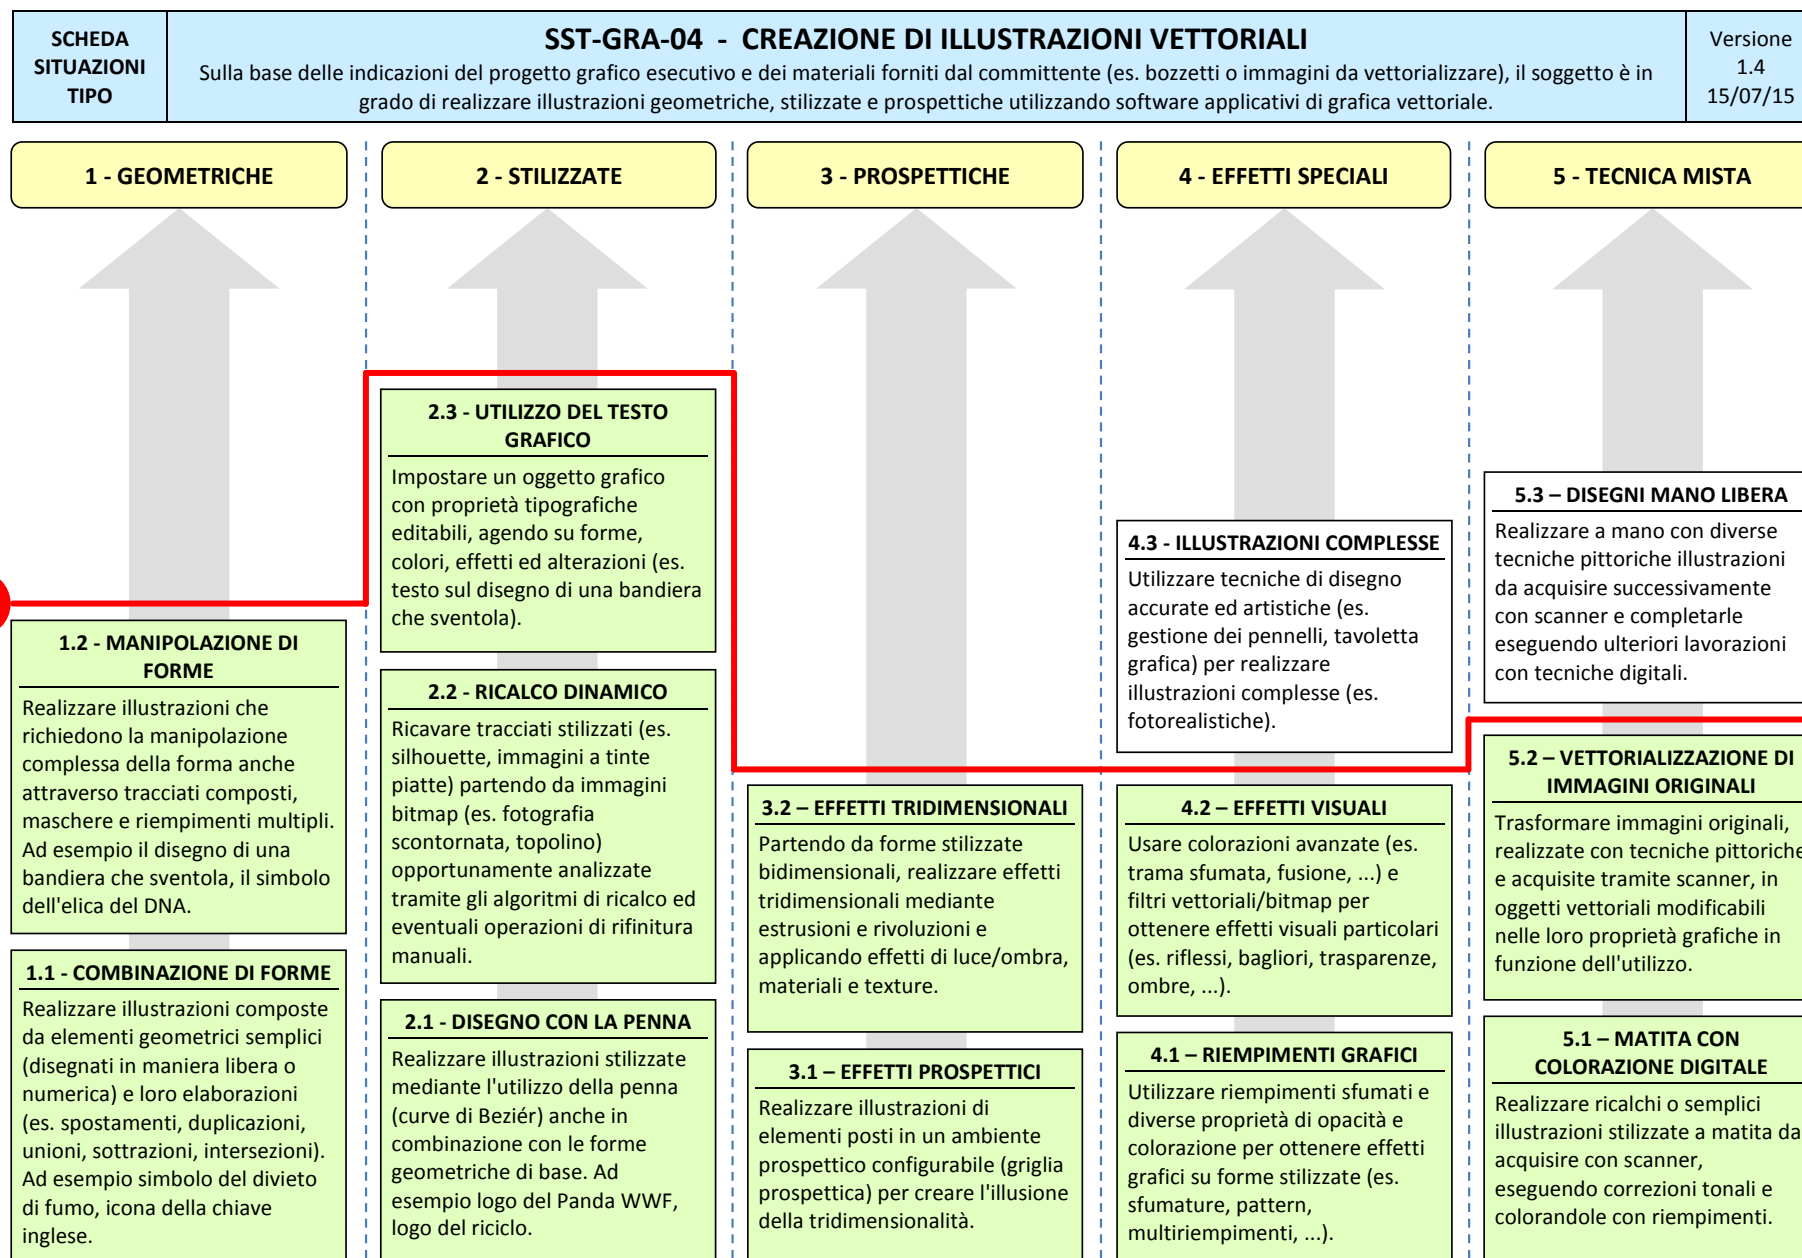 SCHEDA
SITUAZIONI
TIPO
SST-GRA-04 - CREAZIONE DI ILLUSTRAZIONI VETTORIALI
Sulla base delle indicazioni del progetto grafico esecutivo e dei materiali forniti dal committente (es. bozzetti o immagini da vettorializzare), il soggetto è in
grado di realizzare illustrazioni geometriche, stilizzate e prospettiche utilizzando software applicativi di grafica vettoriale.
Versione
1.4
15/07/15
1 - GEOMETRICHE
1.2 - MANIPOLAZIONE DI
FORME
Realizzare illustrazioni che
richiedono la manipolazione
complessa della forma anche
attraverso tracciati composti,
maschere e riempimenti multipli.
Ad esempio il disegno di una
bandiera che sventola, il simbolo
dell'elica del DNA.
1.1 - COMBINAZIONE DI FORME
Realizzare illustrazioni composte
da elementi geometrici semplici
(disegnati in maniera libera o
numerica) e loro elaborazioni
(es. spostamenti, duplicazioni,
unioni, sottrazioni, intersezioni).
Ad esempio simbolo del divieto
di fumo, icona della chiave
inglese.
2 - STILIZZATE
2.3 - UTILIZZO DEL TESTO
GRAFICO
Impostare un oggetto grafico
con proprietà tipografiche
editabili, agendo su forme,
colori, effetti ed alterazioni (es.
testo sul disegno di una bandiera
che sventola).
2.2 - RICALCO DINAMICO
Ricavare tracciati stilizzati (es.
silhouette, immagini a tinte
piatte) partendo da immagini
bitmap (es. fotografia
scontornata, topolino)
opportunamente analizzate
tramite gli algoritmi di ricalco ed
eventuali operazioni di rifinitura
manuali.
2.1 - DISEGNO CON LA PENNA
Realizzare illustrazioni stilizzate
mediante l'utilizzo della penna
(curve di Beziér) anche in
combinazione con le forme
geometriche di base. Ad
esempio logo del Panda WWF,
logo del riciclo.
3 - PROSPETTICHE
3.2 – EFFETTI TRIDIMENSIONALI
Partendo da forme stilizzate
bidimensionali, realizzare effetti
tridimensionali mediante
estrusioni e rivoluzioni e
applicando effetti di luce/ombra,
materiali e texture.
3.1 – EFFETTI PROSPETTICI
Realizzare illustrazioni di
elementi posti in un ambiente
prospettico configurabile (griglia
prospettica) per creare l'illusione
della tridimensionalità.
4 - EFFETTI SPECIALI
4.3 - ILLUSTRAZIONI COMPLESSE
Utilizzare tecniche di disegno
accurate ed artistiche (es.
gestione dei pennelli, tavoletta
grafica) per realizzare
illustrazioni complesse (es.
fotorealistiche).
4.2 – EFFETTI VISUALI
Usare colorazioni avanzate (es.
trama sfumata, fusione, ...) e
filtri vettoriali/bitmap per
ottenere effetti visuali particolari
(es. riflessi, bagliori, trasparenze,
ombre, ...).
4.1 – RIEMPIMENTI GRAFICI
Utilizzare riempimenti sfumati e
diverse proprietà di opacità e
colorazione per ottenere effetti
grafici su forme stilizzate (es.
sfumature, pattern,
multiriempimenti, ...).
5 - TECNICA MISTA
5.3 – DISEGNI MANO LIBERA
Realizzare a mano con diverse
tecniche pittoriche illustrazioni
da acquisire successivamente
con scanner e completarle
eseguendo ulteriori lavorazioni
con tecniche digitali.
5.2 – VETTORIALIZZAZIONE DI
IMMAGINI ORIGINALI
Trasformare immagini originali,
realizzate con tecniche pittoriche
e acquisite tramite scanner, in
oggetti vettoriali modificabili
nelle loro proprietà grafiche in
funzione dell'utilizzo.
5.1 – MATITA CON
COLORAZIONE DIGITALE
Realizzare ricalchi o semplici
illustrazioni stilizzate a matita da
acquisire con scanner,
eseguendo correzioni tonali e
colorandole con riempimenti.